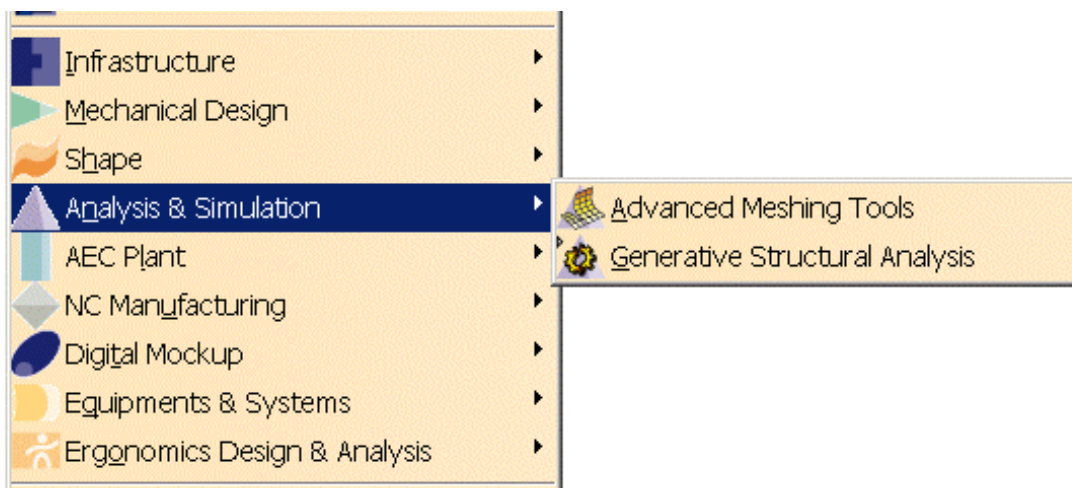 Infrastructure
Mechanical Design
Shape
Analysis & Simulation
Advanced Meshing Tools
AEC Plant
Generative Structural Analysis
NC Manufacturing
Digital Mockup
Equipments & Systems
Ergonomics Design & Analysis